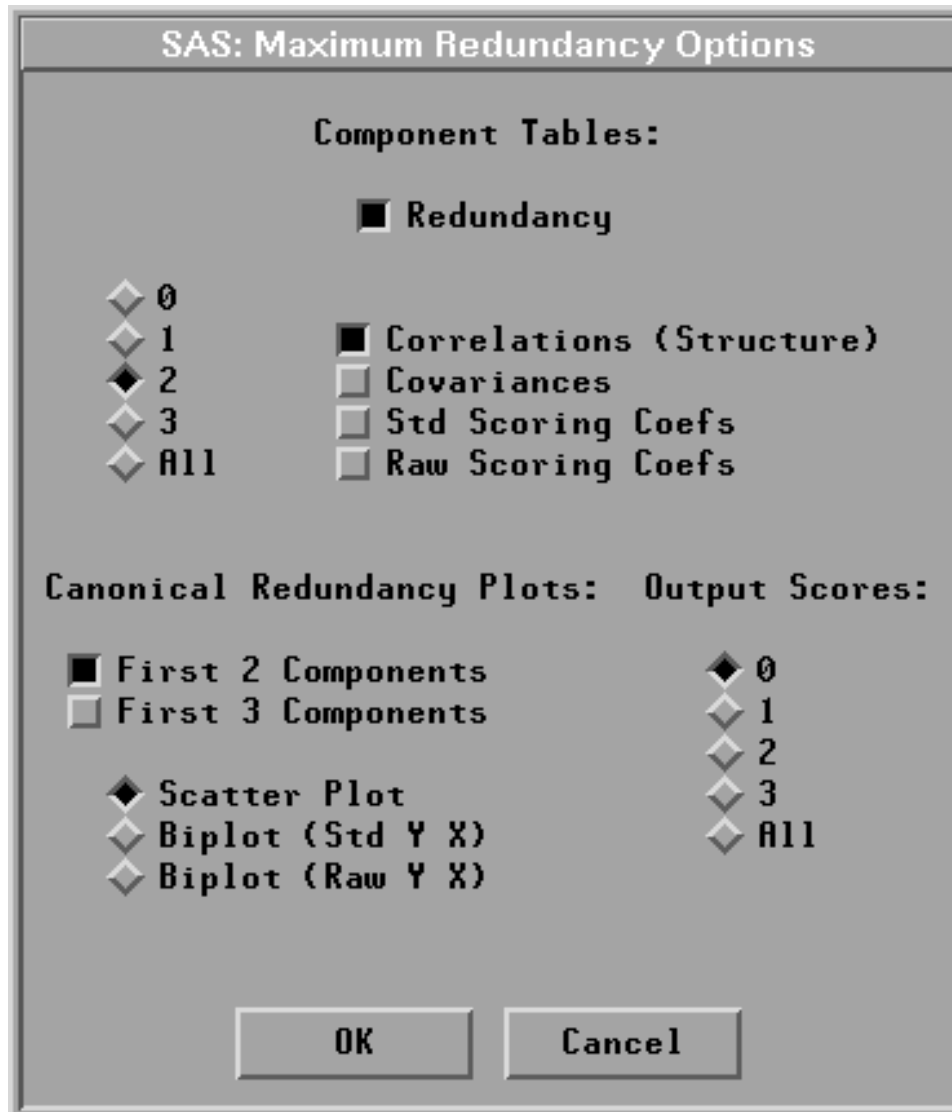 SAS: Maximum Redundancy Options
Component Tables:
Redundancy
0
1
2
3
All
Correlations (Structure)
Covariances
Std Scoring Coefs
Raw Scoring Coefs
Canonical Redundancy Plots:
First 2 Components
First 3 Components
Scatter Plot
Biplot (Std Y X)
Biplot (Raw Y X)
Output Scores:
0
1
2
3
All
OK
Cancel